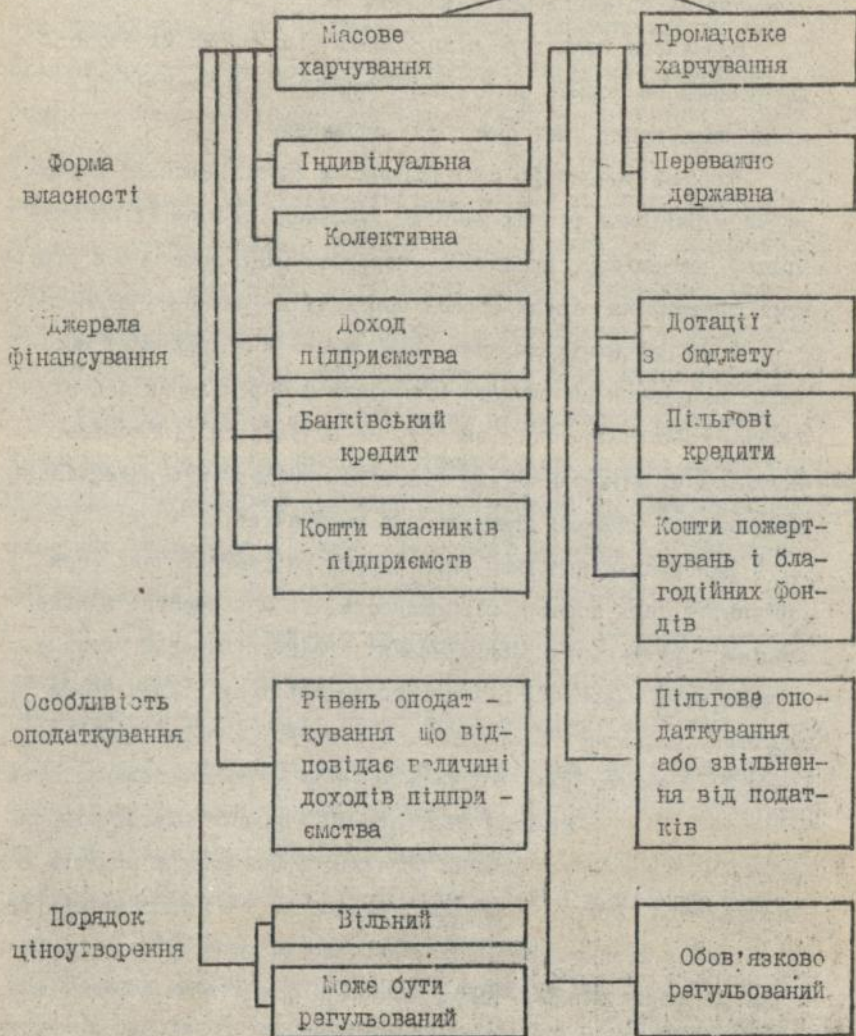 Масове
харчування
Громадське
харчування
Форма
власності
Індивідуальна
Колективна
Переважно
державна
Джерела
фінансування
Доход
підприємства
Банківський
кредит
Кошти власників
підприємств
Дотації
з бюджету
Пільгові
кредити
Кошти пожерт-
вувань і бла-
годійних фон-
дів
Особливість
оподаткування
Рівень оподат -
кування що від-
повідає величині
доходів підпри -
ємства
Пільгове опо-
даткування
або звільнен-
ня від подат-
ків
Порядок
ціноутворення
Вільний
Може бути
регульований
Обов'язково
регульований